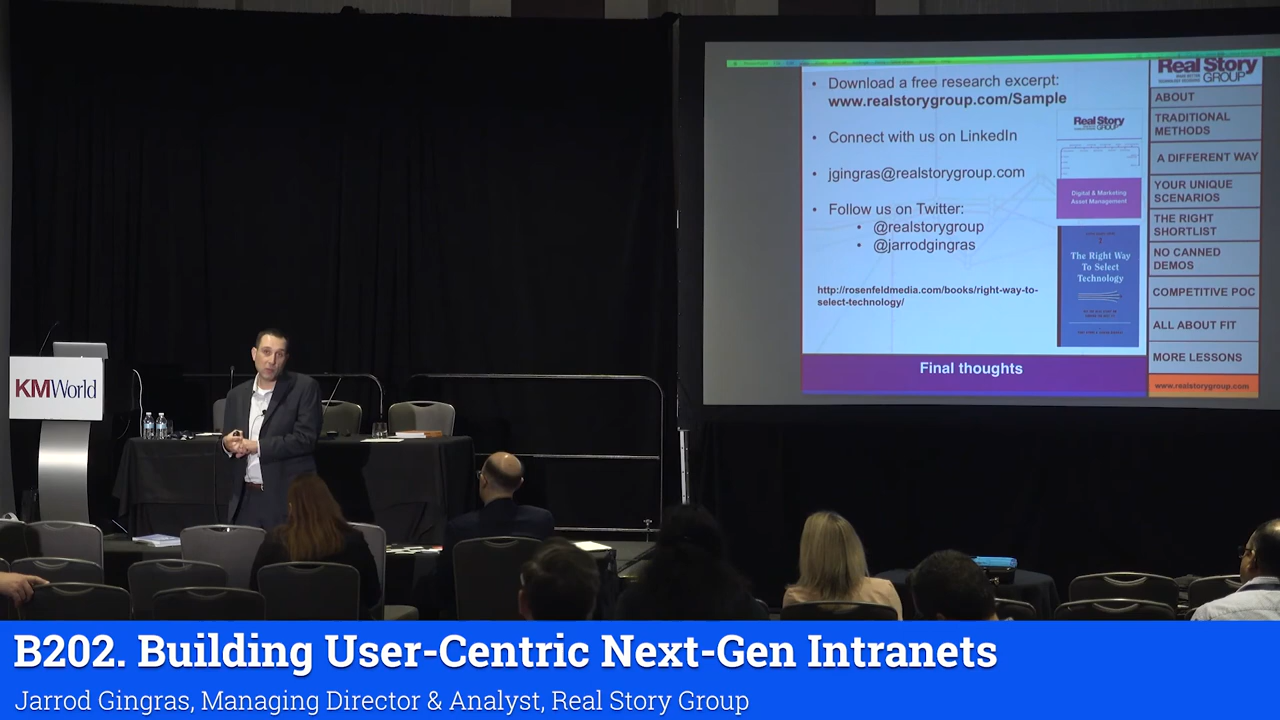 KMWorld
• Download a free research excerpt:
www.realstorygroup.com/Sample
• Connect with us on LinkedIn
• jgingras@realstorygroup.com
• Follow us on Twitter:
• @realstorygroup
• @jarrodgingras
http://rosenfeldmedia.com/books/right-way-to-
select-technology/
Real Story
GROUP
Digital & Marketing
Asset Management
The Right Way
To Select
Technology
Final thoughts
Real Story
GROUP
ABOUT
TRADITIONAL
METHODS
A DIFFERENT WAY
YOUR UNIQUE
SCENARIOS
THE RIGHT
SHORTLIST
NO CANNED
DEMOS
COMPETITIVE POC
ALL ABOUT FIT
MORE LESSONS
www.realstorygroup.com
B202. Building User-Centric Next-Gen Intranets
Jarrod Gingras, Managing Director & Analyst, Real Story Group